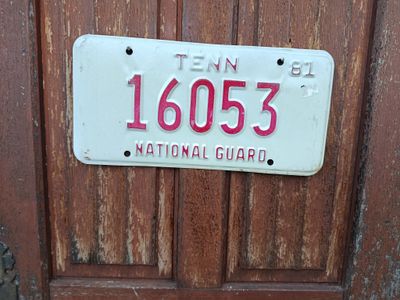 TENN 81
16053
NATIONAL GUARD